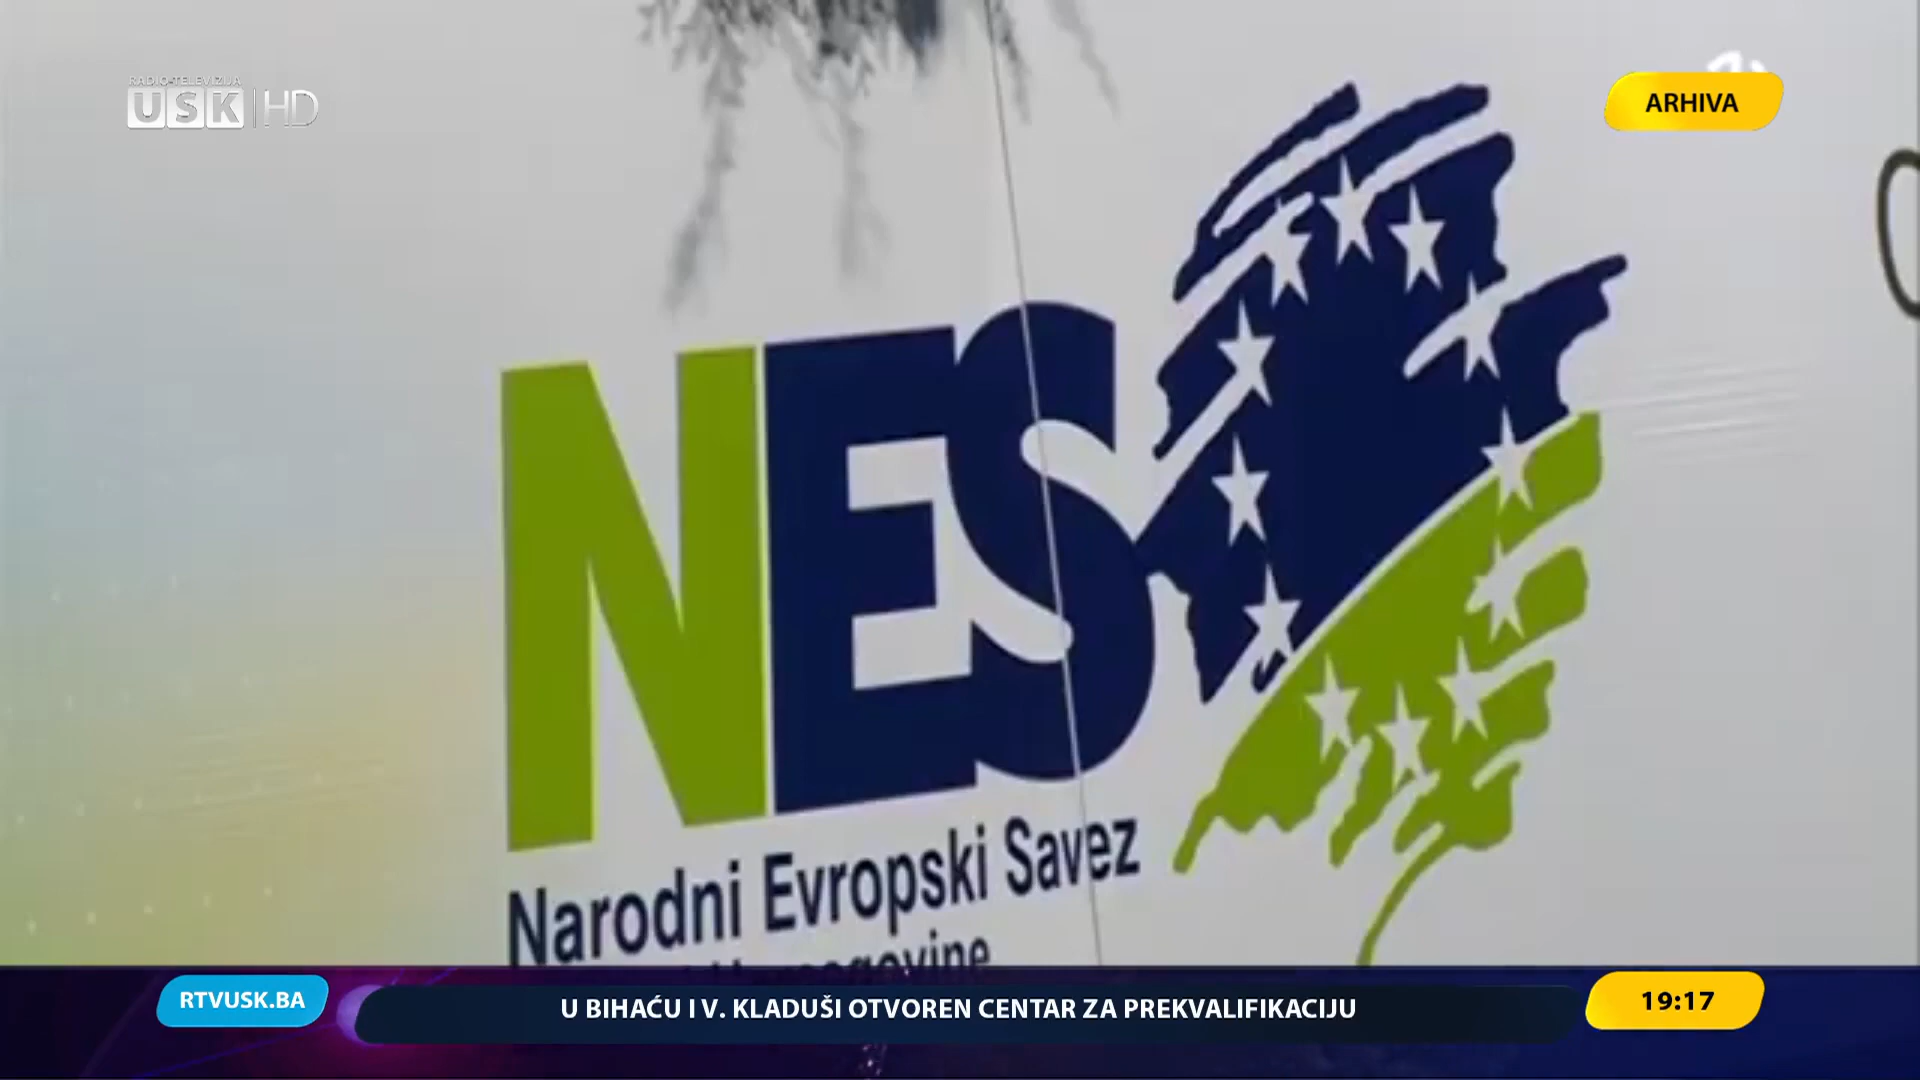 RADIO-TELEVIZIJA
USK HD
ARHIVA
NES
Narodni Evropski Savez
RTVUSK.BA
U BIHAĆU I V. KLADUŠI OTVOREN CENTAR ZA PREKVALIFIKACIJU
19:17